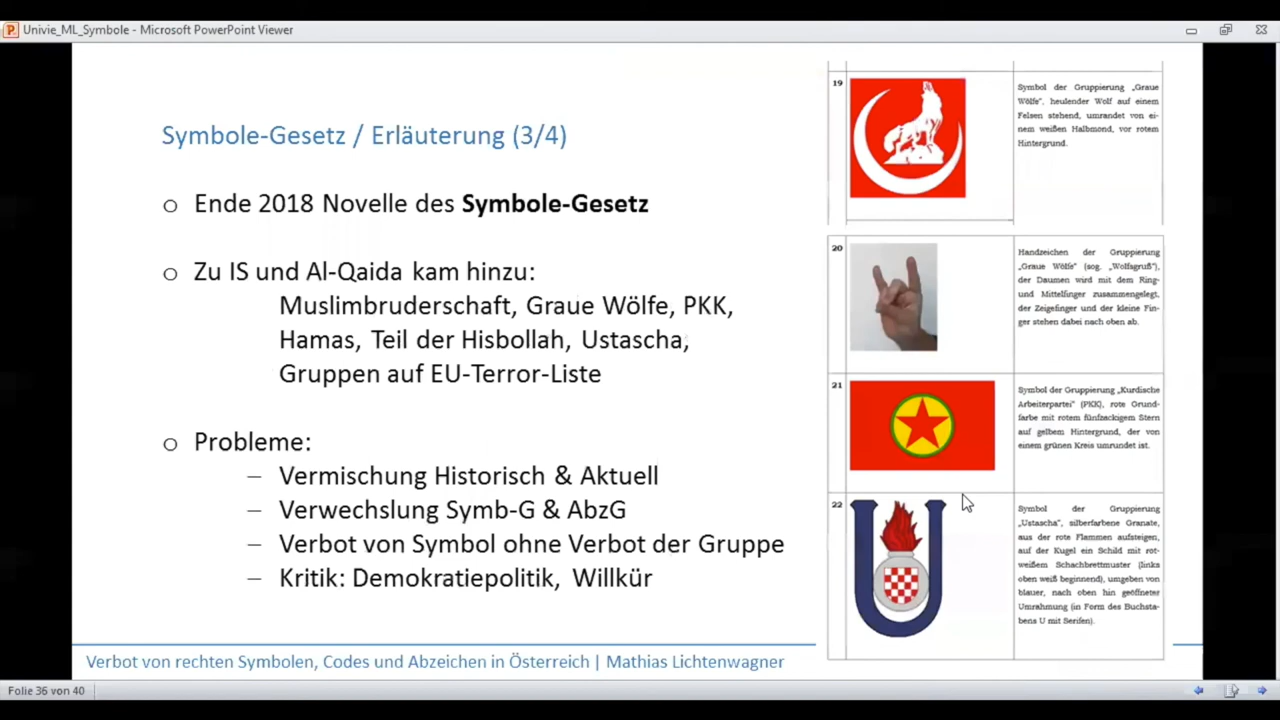 Univie_ML_Symbole - Microsoft PowerPoint Viewer
Symbole-Gesetz / Erläuterung (3/4)
o Ende 2018 Novelle des Symbole-Gesetz
o Zu IS und Al-Qaida kam hinzu:
Muslimbruderschaft, Graue Wölfe, PKK,
Hamas, Teil der Hisbollah, Ustascha,
Gruppen auf EU-Terror-Liste
o Probleme:
– Vermischung Historisch & Aktuell
– Verwechslung Symb-G & AbzG
– Verbot von Symbol ohne Verbot der Gruppe
– Kritik: Demokratiepolitik, Willkür
19
Symbol der Gruppierung „Graue
Wölfe", heulender Wolf auf einem
Felsen stehend, umrandet von ei-
nem weißen Halbmond, vor rotem
Hintergrund.
20
Handzeichen der Gruppierung
„Graue Wölfe" (sog. „Wolfsgruß"),
der Daumen wird mit dem Ring-
und Mittelfinger zusammengelegt,
der Zeigefinger und der kleine Fin-
ger stehen dabei nach oben ab.
21
Symbol der Gruppierung „Kurdische
Arbeiterpartei" (PKK), rote Grund-
farbe mit rotem fünfzackigem Stern
auf gelbem Hintergrund, der von
einem grünen Kreis umrundet ist.
22
Symbol der Gruppierung
„Ustascha", silberfarbene Granate,
aus der rote Flammen aufsteigen,
auf der Kugel ein Schild mit rot-
weißem Schachbrettmuster (links
oben weiß beginnend), umgeben von
blauer, nach oben hin geöffneter
Umrahmung (in Form des Buchsta-
bens U mit Serifen).
Verbot von rechten Symbolen, Codes und Abzeichen in Österreich | Mathias Lichtenwagner
Folie 36 von 40